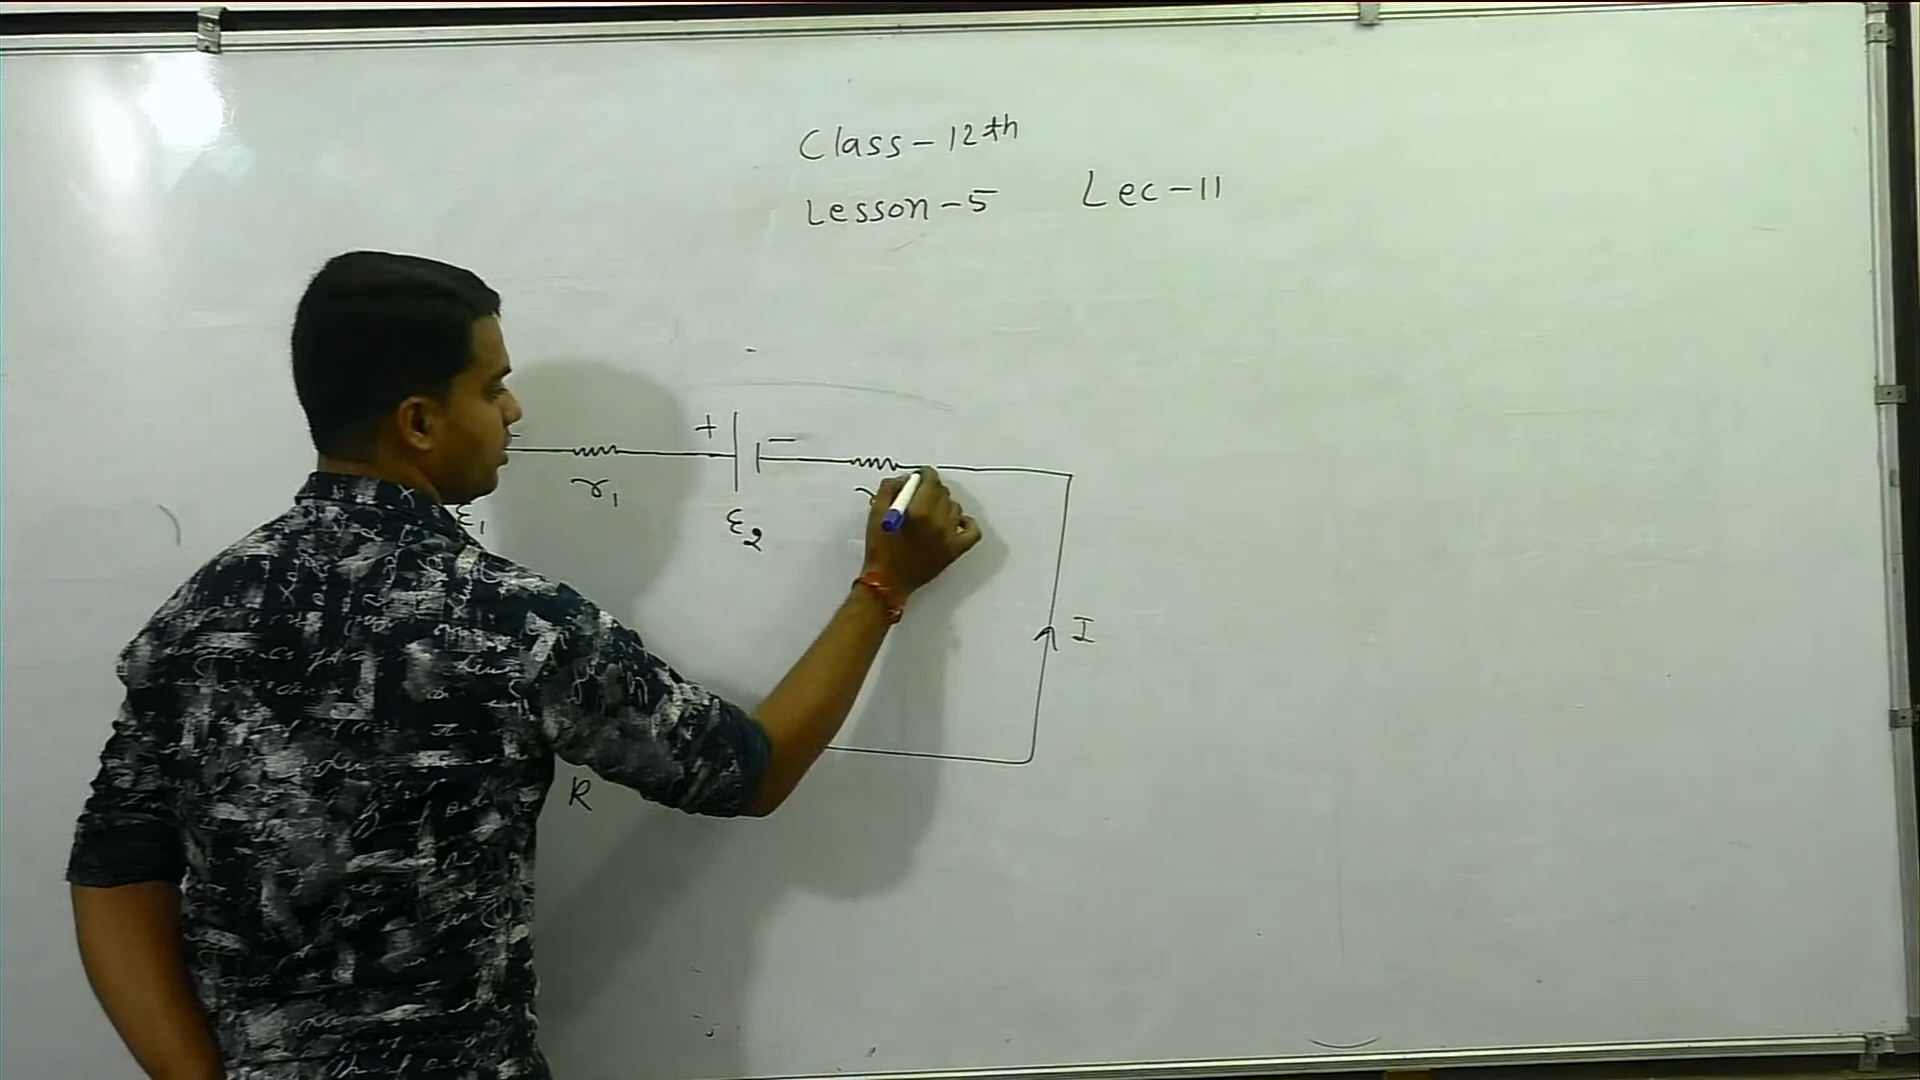 Class-12th
Lesson-5 Lec-11
+ -
r1
ε1
ε2
I
R